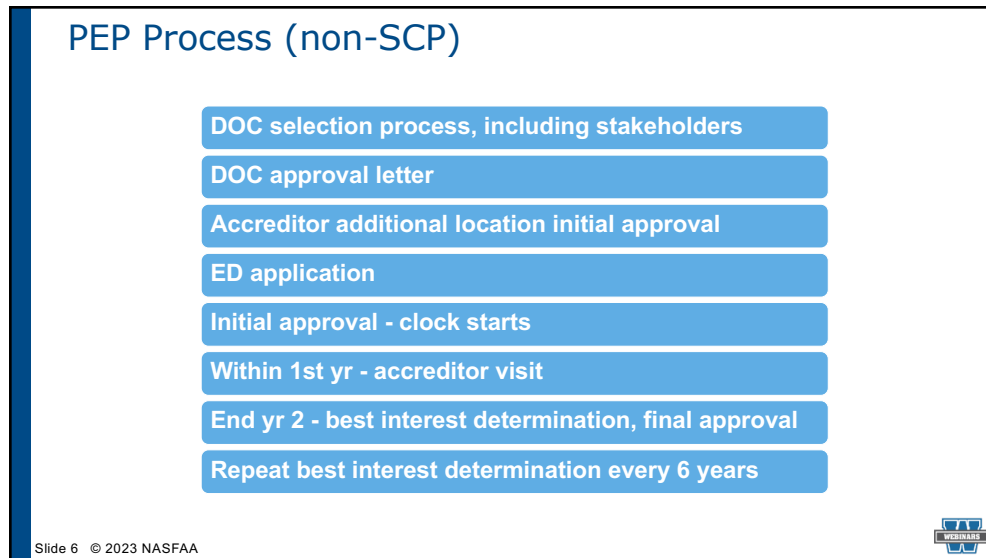 PEP Process (non-SCP)
DOC selection process, including stakeholders
DOC approval letter
Accreditor additional location initial approval
ED application
Initial approval - clock starts
Within 1st yr - accreditor visit
End yr 2 - best interest determination, final approval
Repeat best interest determination every 6 years
Slide 6 © 2023 NASFAA
WEBINARS